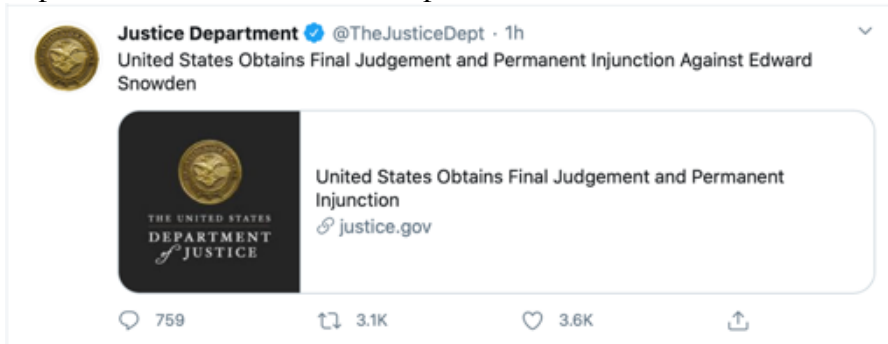 Justice Department @TheJusticeDept · 1h
United States Obtains Final Judgement and Permanent Injunction Against Edward
Snowden
THE UNITED STATES
DEPARTMENT
of JUSTICE
United States Obtains Final Judgement and Permanent
Injunction
justice.gov
759 3.1K 3.6K